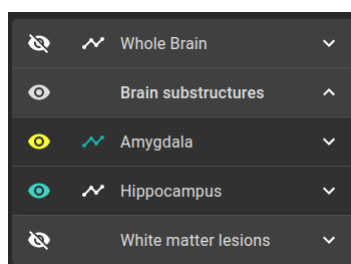 Whole Brain
Brain substructures
Amygdala
Hippocampus
White matter lesions